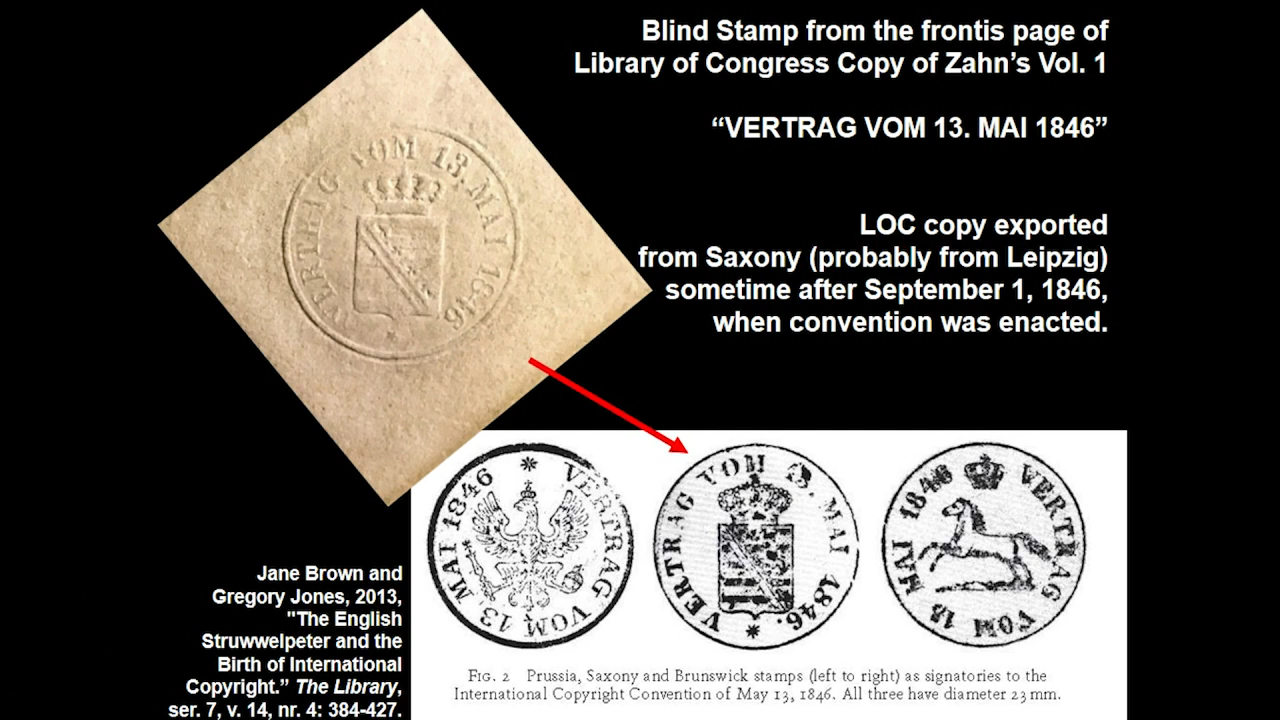 Blind Stamp from the frontis page of
Library of Congress Copy of Zahn’s Vol. 1
“VERTRAG VOM 13. MAI 1846”
LOC copy exported
from Saxony (probably from Leipzig)
sometime after September 1, 1846,
when convention was enacted.
VERTRAG VOM 13. MAI 1846
Jane Brown and
Gregory Jones, 2013,
"The English
Struwwelpeter and the
Birth of International
Copyright.” The Library,
ser. 7, v. 14, nr. 4: 384-427.
VERTRAG VOM 13. MAI 1846
VERTRAG VOM 13. MAI 1846.
VERTRAG VOM 13 MAI 1846
FIG. 2 Prussia, Saxony and Brunswick stamps (left to right) as signatories to the
International Copyright Convention of May 13, 1846. All three have diameter 23 mm.